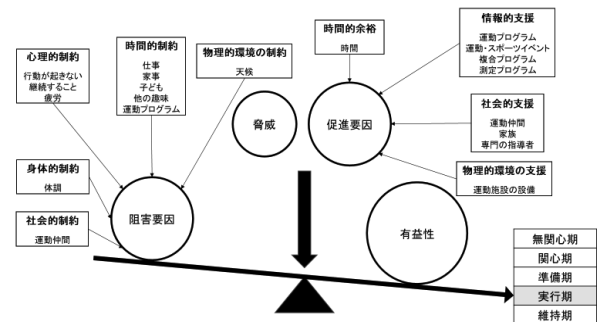 心理的制約
行動が起きない
継続すること
疲労
時間的制約
仕事
家事
子ども
他の趣味
運動プログラム
物理的環境の制約
天候
時間的余裕
時間
情報的支援
運動プログラム
運動・スポーツイベント
複合プログラム
測定プログラム
脅威
促進要因
社会的支援
運動仲間
家族
専門の指導者
身体的制約
体調
物理的環境の支援
運動施設の設備
社会的制約
運動仲間
阻害要因
有益性
無関心期
関心期
準備期
実行期
維持期